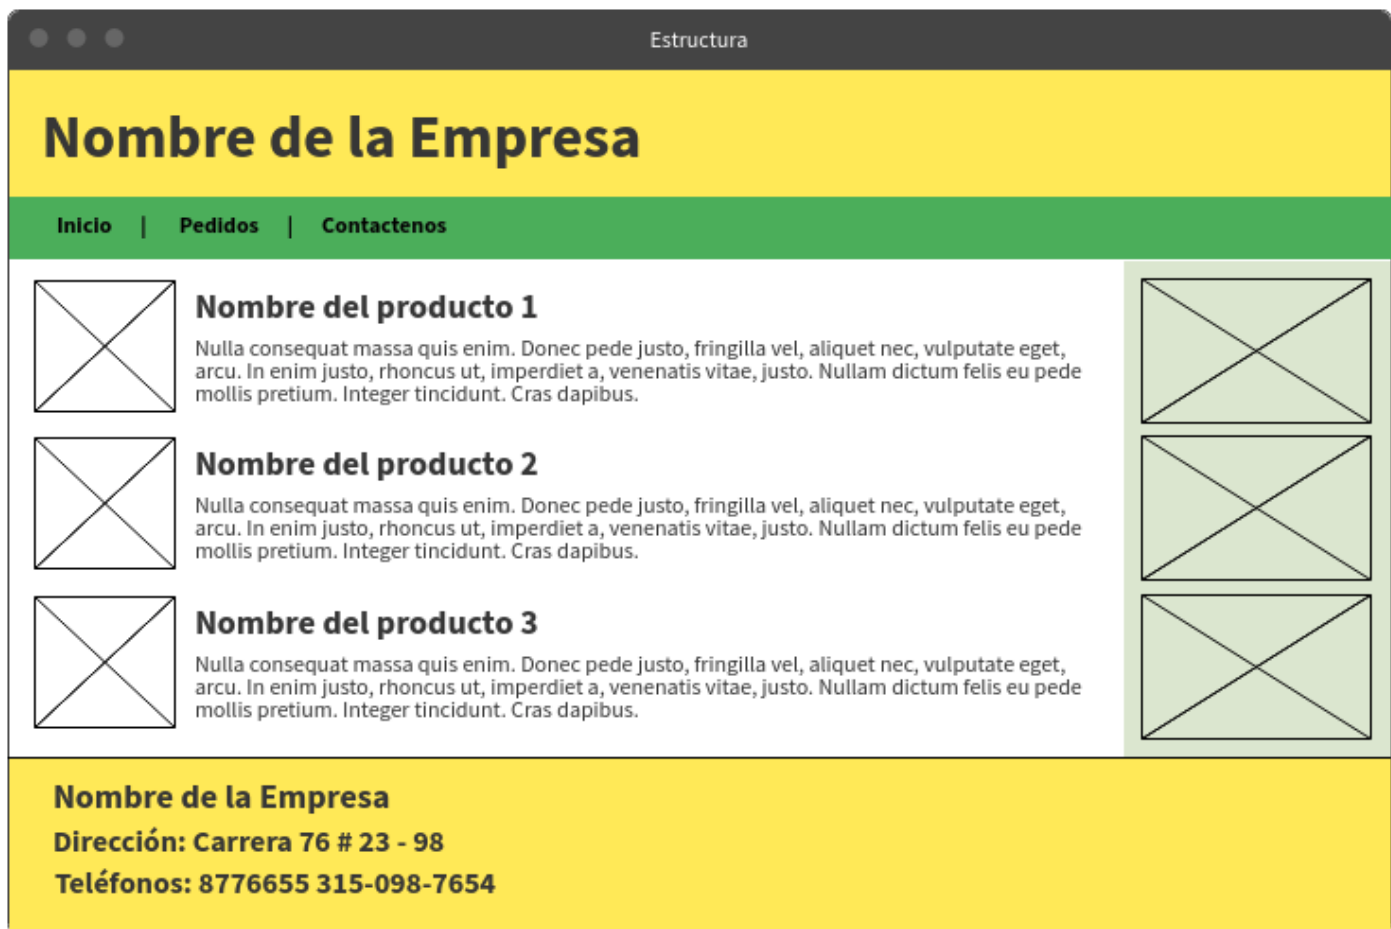 Estructura
Nombre de la Empresa
Inicio | Pedidos | Contactenos
Nombre del producto 1
Nulla consequat massa quis enim. Donec pede justo, fringilla vel, aliquet nec, vulputate eget,
arcu. In enim justo, rhoncus ut, imperdiet a, venenatis vitae, justo. Nullam dictum felis eu pede
mollis pretium. Integer tincidunt. Cras dapibus.
Nombre del producto 2
Nulla consequat massa quis enim. Donec pede justo, fringilla vel, aliquet nec, vulputate eget,
arcu. In enim justo, rhoncus ut, imperdiet a, venenatis vitae, justo. Nullam dictum felis eu pede
mollis pretium. Integer tincidunt. Cras dapibus.
Nombre del producto 3
Nulla consequat massa quis enim. Donec pede justo, fringilla vel, aliquet nec, vulputate eget,
arcu. In enim justo, rhoncus ut, imperdiet a, venenatis vitae, justo. Nullam dictum felis eu pede
mollis pretium. Integer tincidunt. Cras dapibus.
Nombre de la Empresa
Dirección: Carrera 76 # 23 - 98
Teléfonos: 8776655 315-098-7654